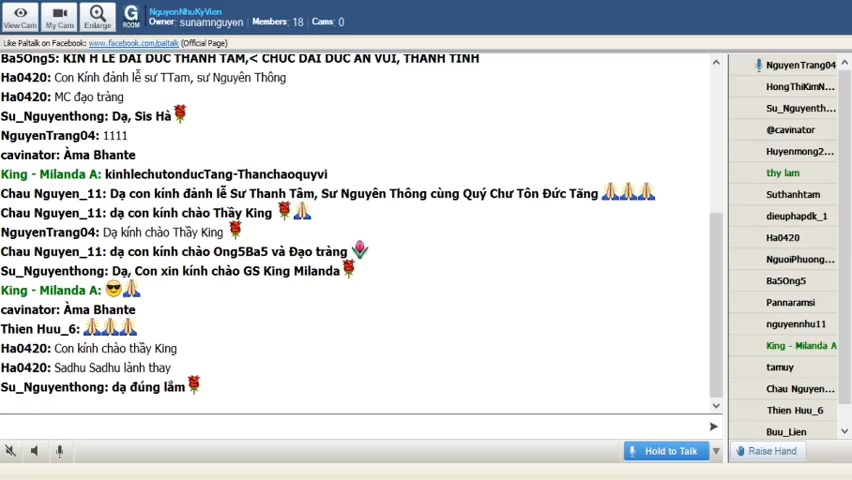 View Cam
My Cam
Enlarge
G
ROOM
NguyenNhuKyVien
Owner: sunamnguyen Members: 18 Cams: 0
Like Paltalk on Facebook: www.facebook.com/paltalk (Official Page)
Ba5Ong5: KIN H LE DAI DUC THANH TAM,< CHUC DAI DUC AN VUI, THANH TINH
Ha0420: Con Kính đảnh lễ sư TTam, sư Nguyên Thông
Ha0420: MC đạo tràng
Su_Nguyenthong: Dạ, Sis Hà
NguyenTrang04: 1111
cavinator: Àma Bhante
King - Milanda A: kinhlechutonducTang-Thanchaoquyvi
Chau Nguyen_11: Dạ con kính đảnh lễ Sư Thanh Tâm, Sư Nguyên Thông cùng Quý Chư Tôn Đức Tăng
Chau Nguyen_11: dạ con kính chào Thầy King
NguyenTrang04: Dạ kính chào Thầy King
Chau Nguyen_11: dạ con kính chào Ong5Ba5 và Đạo tràng
Su_Nguyenthong: Dạ, Con xin kính chào GS King Milanda
King - Milanda A:
cavinator: Àma Bhante
Thien Huu_6:
Ha0420: Con kính chào thầy King
Ha0420: Sadhu Sadhu lành thay
Su_Nguyenthong: dạ đúng lắm
Hold to Talk
NguyenTrang04
HongThiKimN...
Su_Nguyenth...
@cavinator
Huyenmong2...
thy lam
Suthanhtam
dieuphapdk_1
Ha0420
NguoiPhuong...
Ba5Ong5
Pannaramsi
nguyennhu11
King - Milanda A
tamuy
Chau Nguyen...
Thien Huu_6
Buu_Lien
Raise Hand